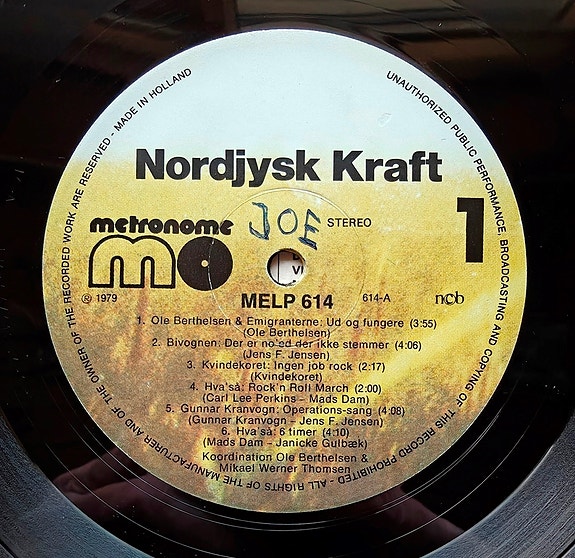 ALL RIGHTS OF THE MANUFACTURER AND OF THE OWNER OF THE RECORDED WORK ARE RESERVED - MADE IN HOLLAND
UNAUTHORIZED PUBLIC PERFORMANCE, BROADCASTING AND COPYING OF THIS RECORD PROHIBITED -
Nordjysk Kraft
1
metronome
mo
JOE
STEREO
℗ 1979
MELP 614
614-A
ncb
1. Ole Berthelsen & Emigranterne: Ud og fungere (3:55)
(Ole Berthelsen)
2. Bivognen: Der er no'ed der ikke stemmer (4:06)
(Jens F. Jensen)
3. Kvindekoret: Ingen job rock (2:17)
(Kvindekoret)
4. Hva'så: Rock'n Roll March (2:00)
(Carl Lee Perkins - Mads Dam)
5. Gunnar Kranvogn: Operations-sang (4:08)
(Gunnar Kranvogn - Jens F. Jensen)
6. Hva'så: 6 timer (4:10)
(Mads Dam - Janicke Gulbæk)
Koordination Ole Berthelsen &
Mikael Werner Thomsen